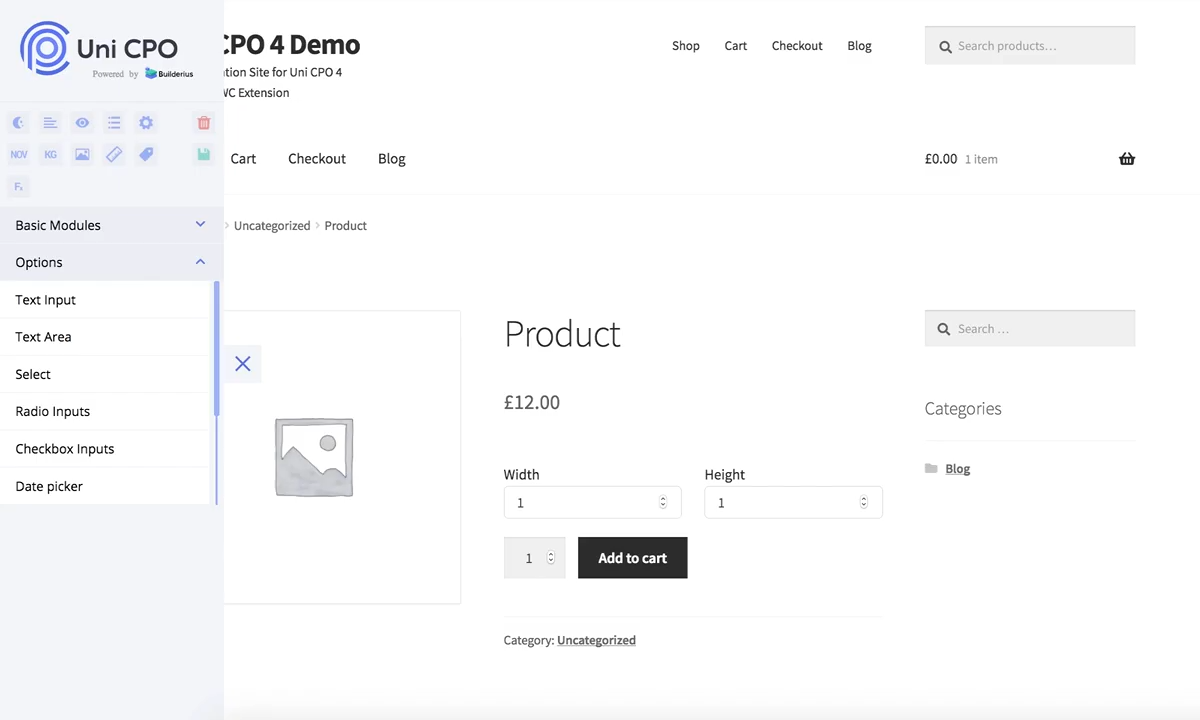 Uni CPO
Powered by Builderius
NOV KG
Fx
Basic Modules
Options
Text Input
Text Area
Select
Radio Inputs
Checkbox Inputs
Date picker
CPO 4 Demo
tion Site for Uni CPO 4
WC Extension
Shop Cart Checkout Blog
Search products…
Cart Checkout Blog
£0.00 1 item
Uncategorized Product
Product
£12.00
Width Height
1 1
1 Add to cart
Category: Uncategorized
Search …
Categories
Blog